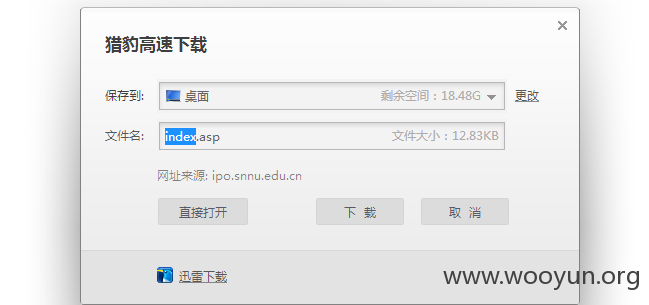 猎豹高速下载
保存到: 桌面 剩余空间：18.48G 更改
文件名: index.asp 文件大小：12.83KB
网址来源: ipo.snnu.edu.cn
直接打开 下 载 取 消
迅雷下载 www.wooyun.org